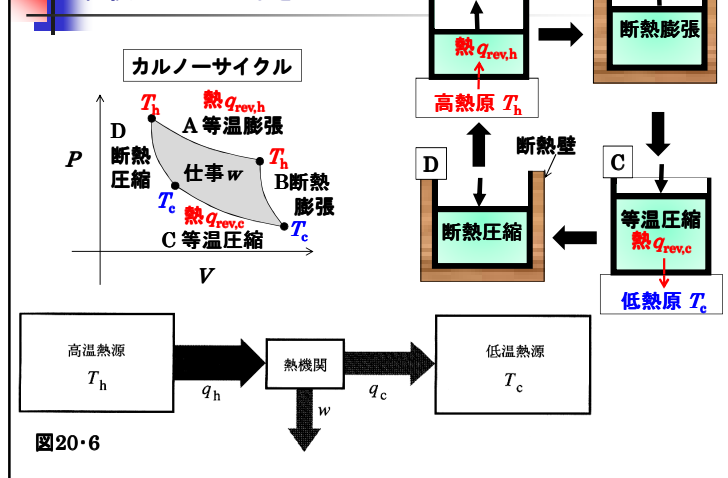 カルノーサイクル
熱 qrev,h
高熱原 Th
断熱膨張
Th
熱 qrev,h
A 等温膨張
D
断熱
圧縮
P
仕事 w
Th
B断熱
膨張
Tc
熱 qrev,c
C 等温圧縮
Tc
V
D
断熱壁
断熱圧縮
C
等温圧縮
熱 qrev,c
低熱原 Tc
高温熱源
Th
qh
熱機関
w
qc
低温熱源
Tc
図20・6